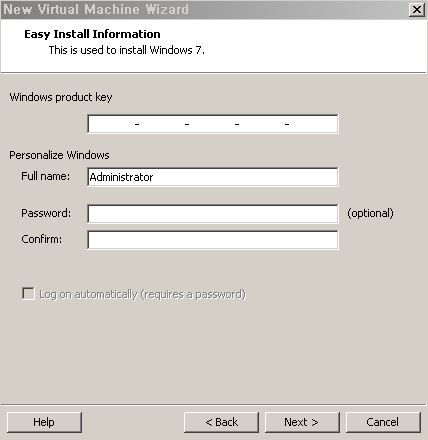 New Virtual Machine Wizard
Easy Install Information
This is used to install Windows 7.
Windows product key
- - - -
Personalize Windows
Full name: Administrator
Password: (optional)
Confirm:
Log on automatically (requires a password)
Help < Back Next > Cancel